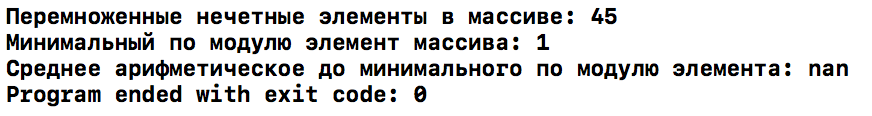 Перемноженные нечетные элементы в массиве: 45
Минимальный по модулю элемент массива: 1
Среднее арифметическое до минимального по модулю элемента: nan
Program ended with exit code: 0